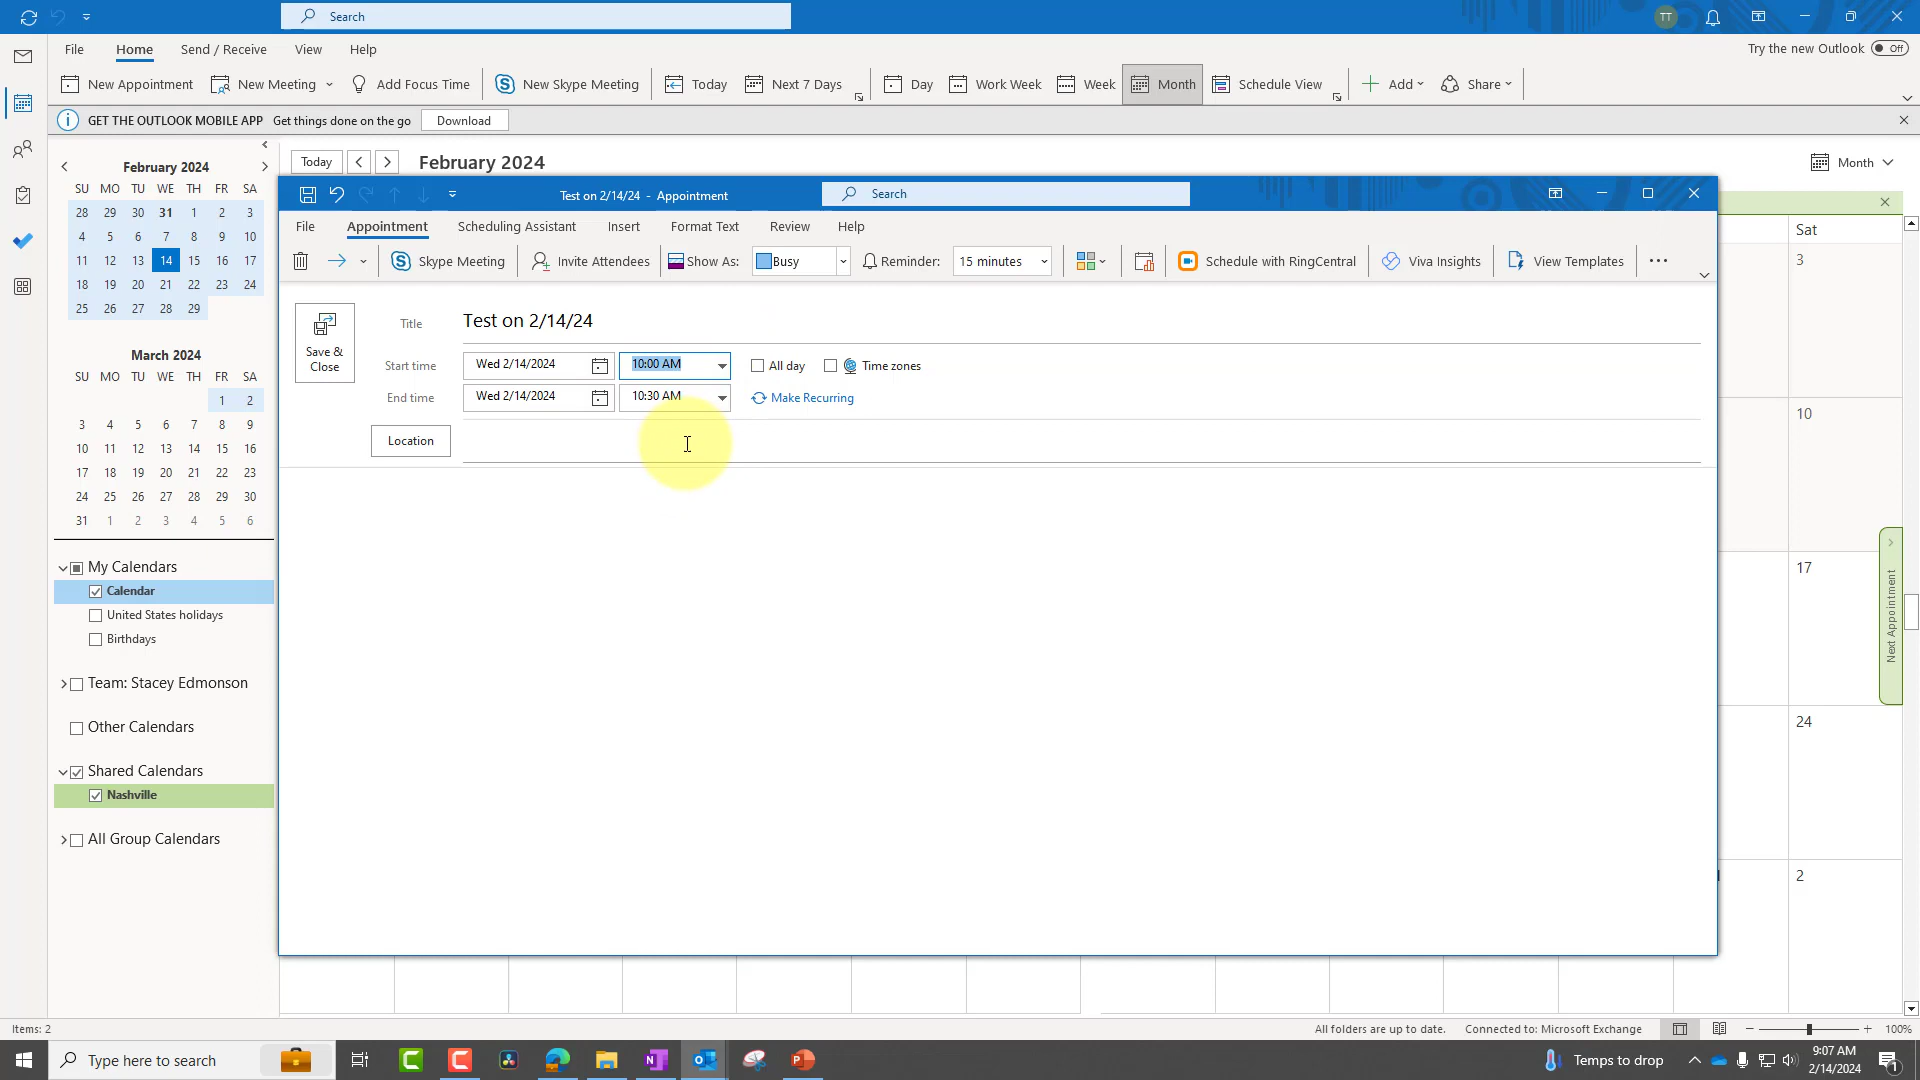 Search
TT
File Home Send / Receive View Help
Try the new Outlook Off
New Appointment New Meeting Add Focus Time New Skype Meeting Today Next 7 Days Day Work Week Week Month Schedule View Add Share
GET THE OUTLOOK MOBILE APP Get things done on the go Download
February 2024
SU MO TU WE TH FR SA
28 29 30 31 1 2 3
4 5 6 7 8 9 10
11 12 13 14 15 16 17
18 19 20 21 22 23 24
25 26 27 28 29
March 2024
SU MO TU WE TH FR SA
1 2
3 4 5 6 7 8 9
10 11 12 13 14 15 16
17 18 19 20 21 22 23
24 25 26 27 28 29 30
31 1 2 3 4 5 6
My Calendars
Calendar
United States holidays
Birthdays
Team: Stacey Edmonson
Other Calendars
Shared Calendars
Nashville
All Group Calendars
Today February 2024 Month
Test on 2/14/24 - Appointment Search
File Appointment Scheduling Assistant Insert Format Text Review Help
Skype Meeting Invite Attendees Show As: Busy Reminder: 15 minutes Schedule with RingCentral Viva Insights View Templates
Save & Close
Title Test on 2/14/24
Start time Wed 2/14/2024 10:00 AM All day Time zones
End time Wed 2/14/2024 10:30 AM Make Recurring
Location
Sat
3
10
17
24
2
Next Appointment
Items: 2 All folders are up to date. Connected to: Microsoft Exchange 100%
Type here to search Temps to drop 9:07 AM
2/14/2024
1